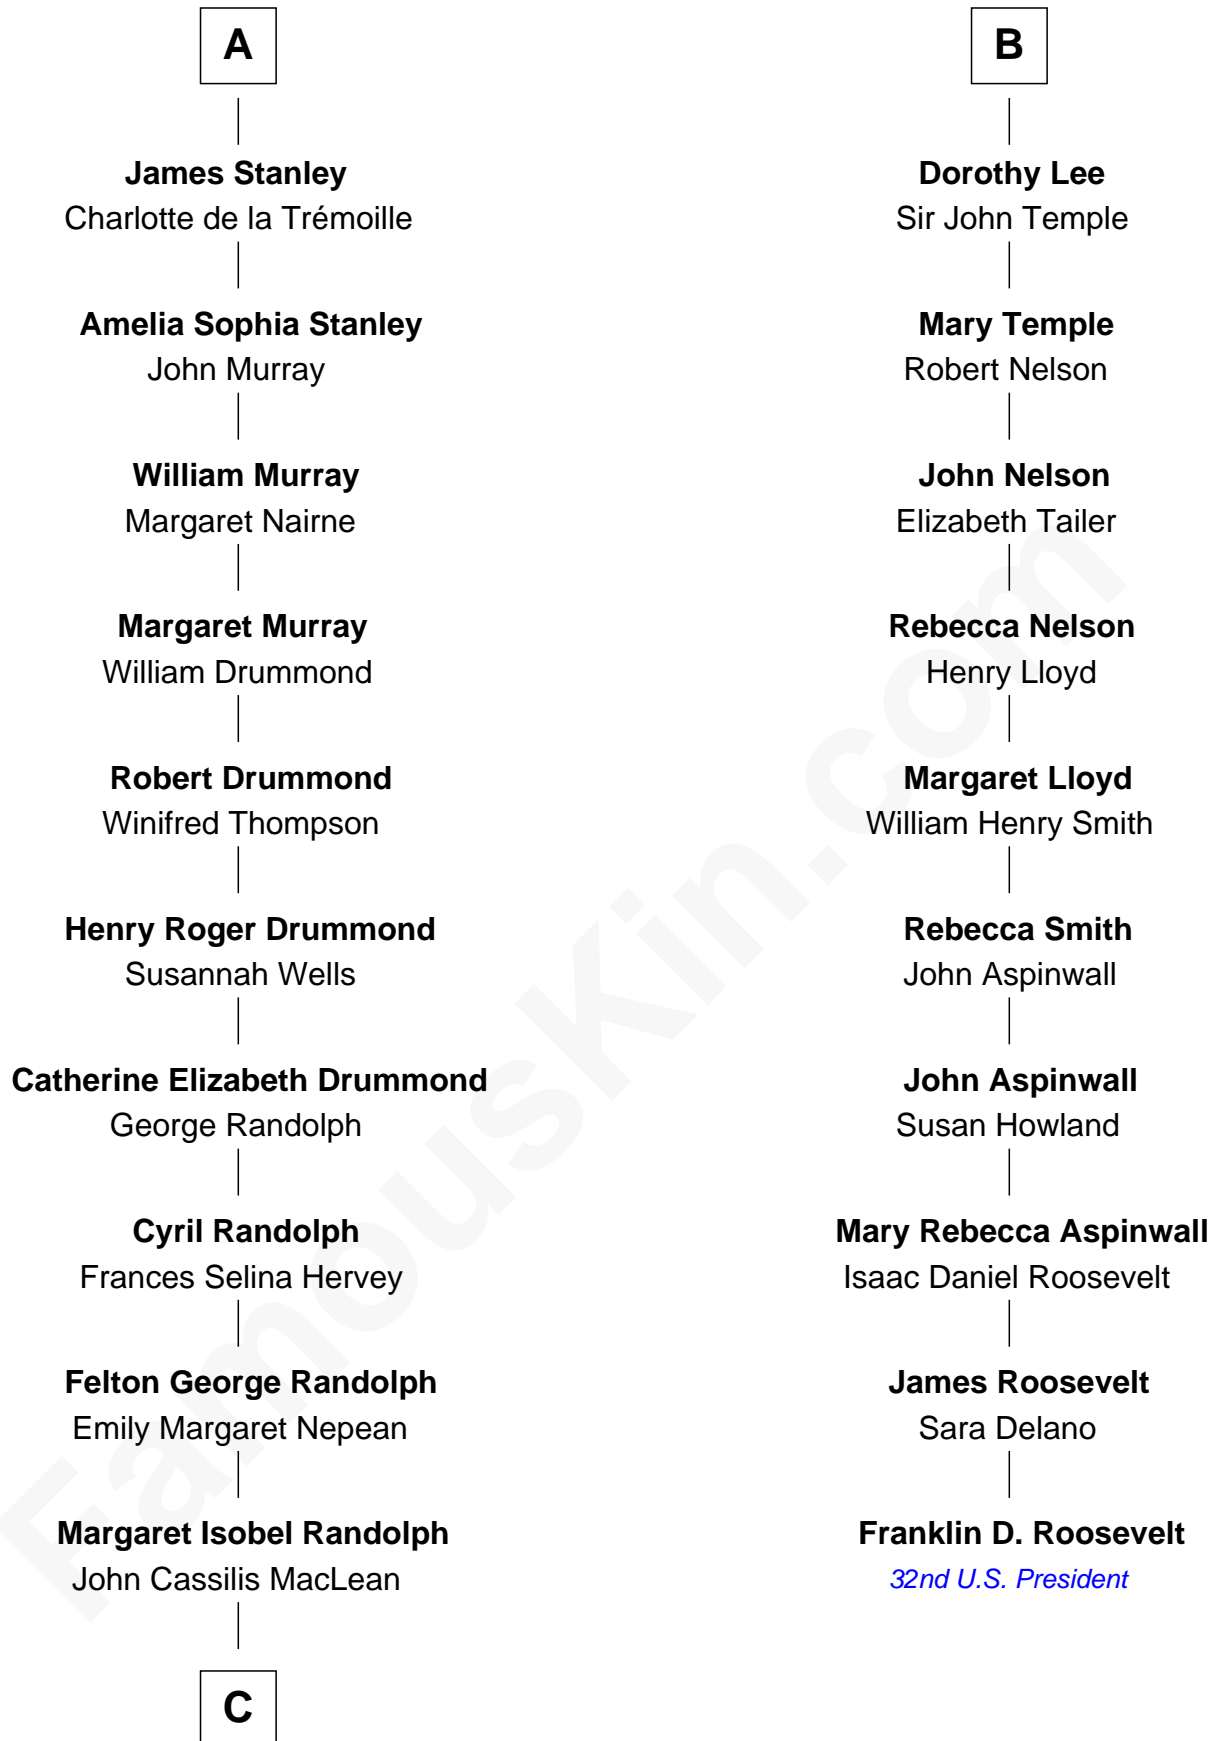 A
James Stanley
Charlotte de la Trémoille
Amelia Sophia Stanley
John Murray
William Murray
Margaret Nairne
Margaret Murray
William Drummond
Robert Drummond
Winifred Thompson
Henry Roger Drummond
Susannah Wells
Catherine Elizabeth Drummond
George Randolph
Cyril Randolph
Frances Selina Hervey
Felton George Randolph
Emily Margaret Nepean
Margaret Isobel Randolph
John Cassilis MacLean
C
B
Dorothy Lee
Sir John Temple
Mary Temple
Robert Nelson
John Nelson
Elizabeth Tailer
Rebecca Nelson
Henry Lloyd
Margaret Lloyd
William Henry Smith
Rebecca Smith
John Aspinwall
John Aspinwall
Susan Howland
Mary Rebecca Aspinwall
Isaac Daniel Roosevelt
James Roosevelt
Sara Delano
Franklin D. Roosevelt
32nd U.S. President
FamousKin.com